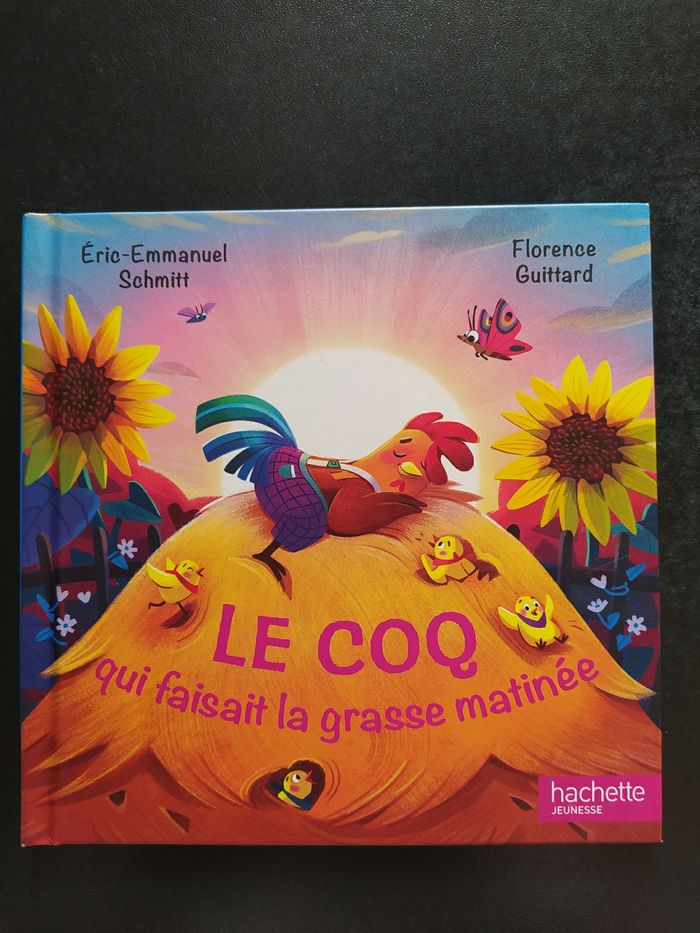 Éric-Emmanuel
Schmitt
Florence
Guittard
LE COQ
qui faisait la grasse matinée
hachette
JEUNESSE